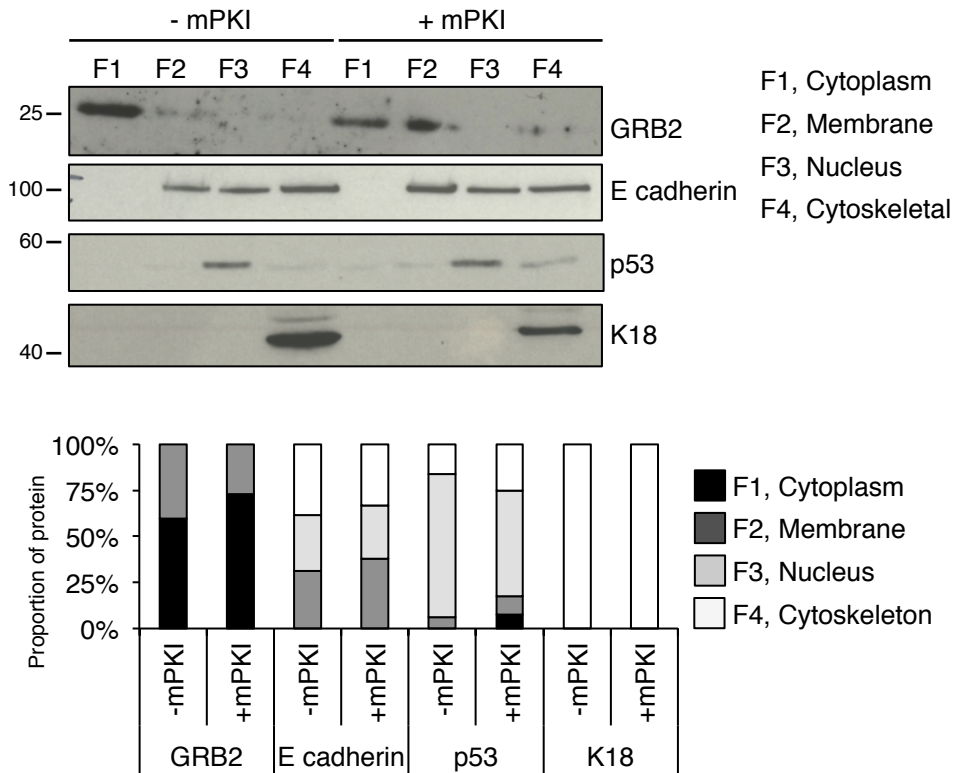 - mPKI + mPKI
F1 F2 F3 F4 F1 F2 F3 F4
25
GRB2
100
E cadherin
60
p53
40
K18
F1, Cytoplasm
F2, Membrane
F3, Nucleus
F4, Cytoskeletal
Proportion of protein
100%
75%
50%
25%
0%
-mPKI +mPKI -mPKI +mPKI -mPKI +mPKI -mPKI +mPKI
GRB2 E cadherin p53 K18
F1, Cytoplasm
F2, Membrane
F3, Nucleus
F4, Cytoskeleton